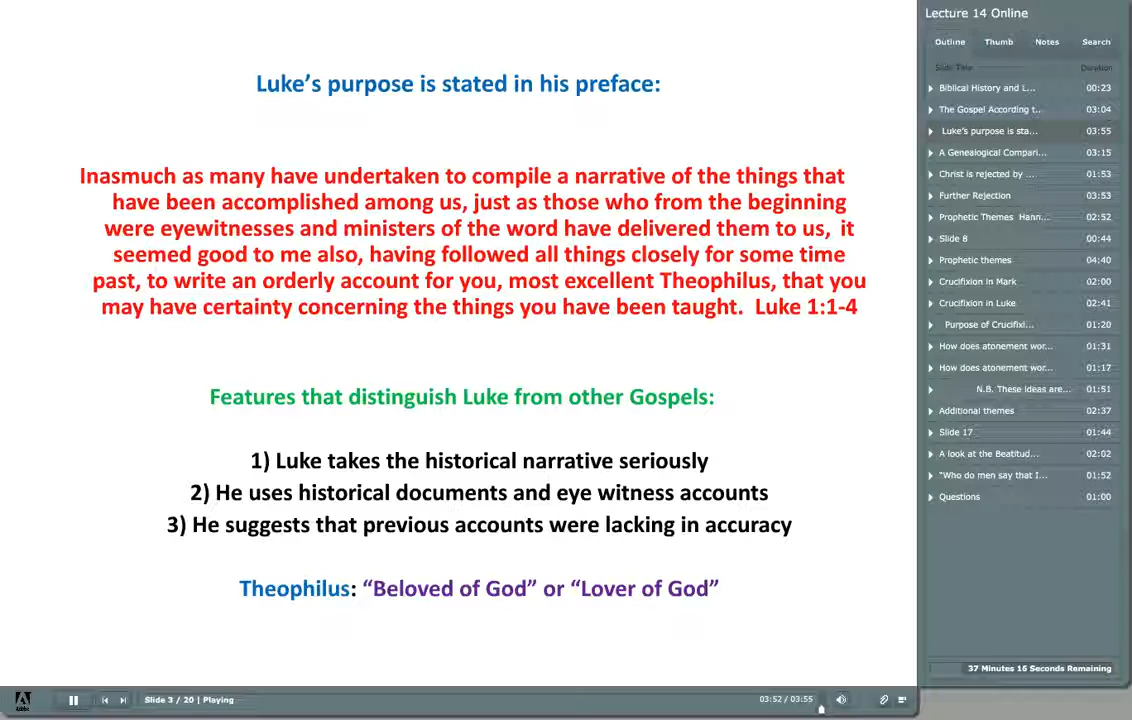 Luke’s purpose is stated in his preface:
Inasmuch as many have undertaken to compile a narrative of the things that
have been accomplished among us, just as those who from the beginning
were eyewitnesses and ministers of the word have delivered them to us, it
seemed good to me also, having followed all things closely for some time
past, to write an orderly account for you, most excellent Theophilus, that you
may have certainty concerning the things you have been taught. Luke 1:1-4
Features that distinguish Luke from other Gospels:
1) Luke takes the historical narrative seriously
2) He uses historical documents and eye witness accounts
3) He suggests that previous accounts were lacking in accuracy
Theophilus: “Beloved of God” or “Lover of God”
Lecture 14 Online
Outline Thumb Notes Search
Slide Title Duration
Biblical History and L... 00:23
The Gospel According t... 03:04
Luke's purpose is sta... 03:55
A Genealogical Compari... 03:15
Christ is rejected by ... 01:53
Further Rejection 03:53
Prophetic Themes Hann... 02:52
Slide 8 00:44
Prophetic themes 04:40
Crucifixion in Mark 02:00
Crucifixion in Luke 02:41
Purpose of Crucifixi... 01:20
How does atonement wor... 01:31
How does atonement wor... 01:17
N.B. These ideas are... 01:51
Additional themes 02:37
Slide 17 01:44
A look at the Beatitud... 02:02
"Who do men say that I... 01:52
Questions 01:00
37 Minutes 16 Seconds Remaining
Adobe
Slide 3 / 20 | Playing
03:52 / 03:55